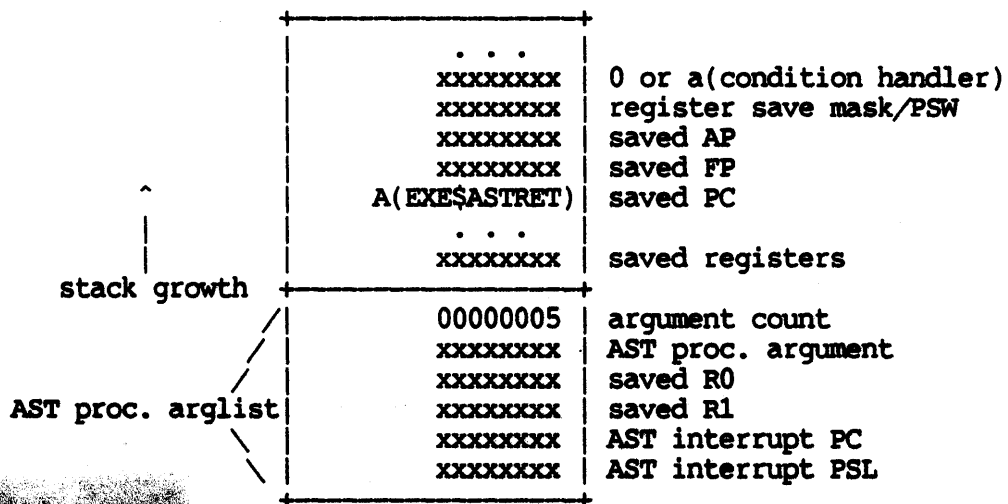 . . .
xxxxxxxx 0 or a(condition handler)
xxxxxxxx register save mask/PSW
xxxxxxxx saved AP
xxxxxxxx saved FP
A(EXE$ASTRET) saved PC
. . .
xxxxxxxx saved registers
stack growth
00000005 argument count
xxxxxxxx AST proc. argument
xxxxxxxx saved R0
AST proc. arglist xxxxxxxx saved R1
xxxxxxxx AST interrupt PC
xxxxxxxx AST interrupt PSL